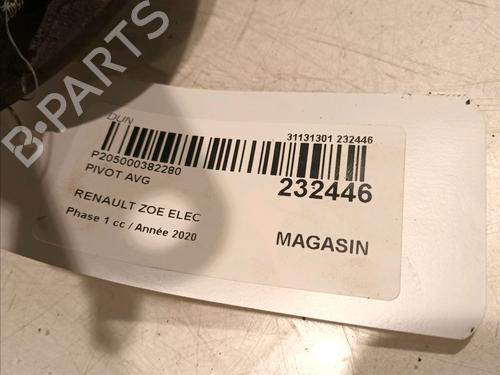 DUN
31131301 232446
P205000382280
PIVOT AVG
232446
RENAULT ZOE ELEC
Phase 1 cc / Année 2020
MAGASIN
B-PARTS